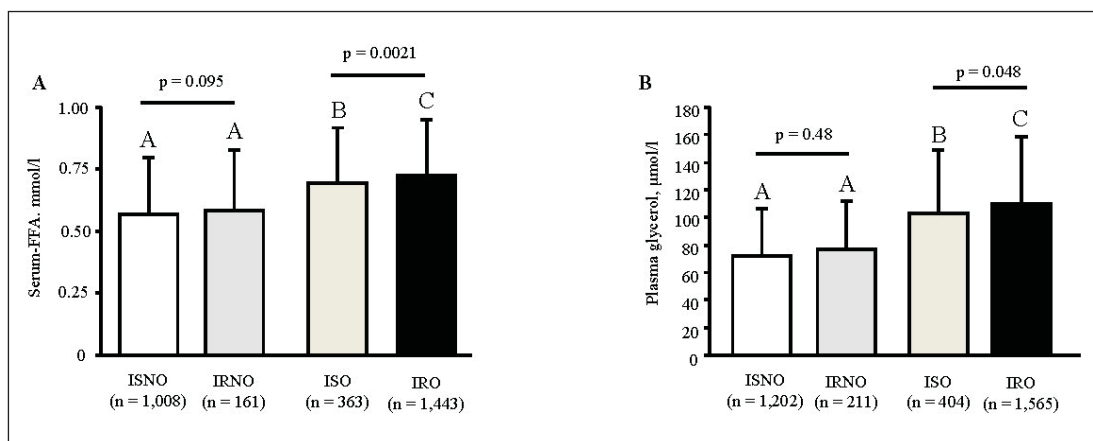 A
p = 0.095
p = 0.0021
A
A
B
C
Serum-FFA. mmol/l
1.00
0.75
0.50
0.25
0
ISNO
(n = 1,008)
IRNO
(n = 161)
ISO
(n = 363)
IRO
(n = 1,443)
B
p = 0.48
p = 0.048
A
A
B
C
Plasma glycerol, µmol/l
180
160
140
120
100
80
60
40
20
0
ISNO
(n = 1,202)
IRNO
(n = 211)
ISO
(n = 404)
IRO
(n = 1,565)